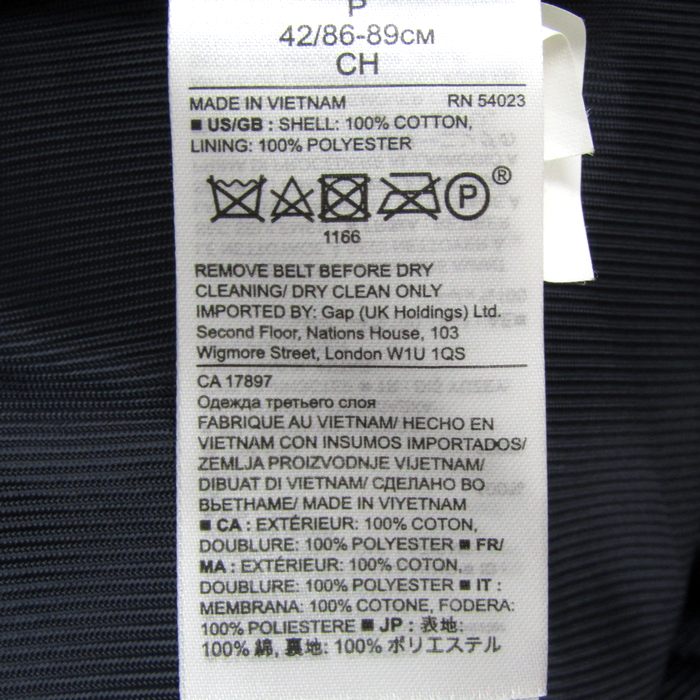 P
42/86-89см
CH
MADE IN VIETNAM RN 54023
■ US/GB : SHELL: 100% COTTON,
LINING: 100% POLYESTER
P ®
1166
REMOVE BELT BEFORE DRY
CLEANING/ DRY CLEAN ONLY
IMPORTED BY: Gap (UK Holdings) Ltd.
Second Floor, Nations House, 103
Wigmore Street, London W1U 1QS
CA 17897
Одежда третьего слоя
FABRIQUE AU VIETNAM/ HECHO EN
VIETNAM CON INSUMOS IMPORTADOS/
ZEMLJA PROIZVODNJE VIJETNAM/
DIBUAT DI VIETNAM/ СДЕЛАНО ВО
ВЬЕТНАМЕ/ MADE IN VIYETNAM
■ CA : EXTÉRIEUR: 100% COTON,
DOUBLURE: 100% POLYESTER ■ FR/
MA : EXTÉRIEUR: 100% COTON,
DOUBLURE: 100% POLYESTER ■ IT :
MEMBRANA: 100% COTONE, FODERA:
100% POLIESTERE ■ JP : 表地:
100% 綿, 裏地: 100% ポリエステル